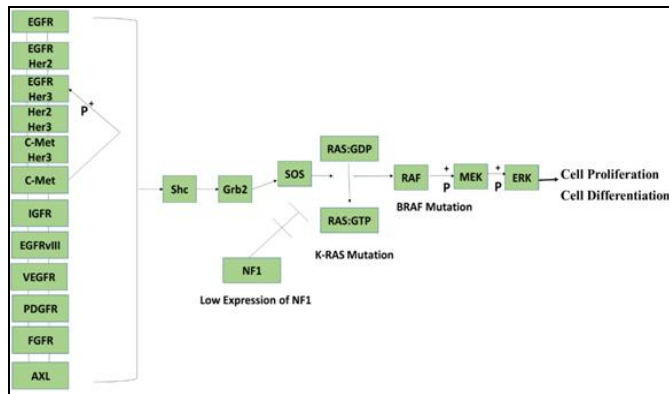 EGFR
EGFR
Her2
EGFR
Her3
P+
Her2
Her3
C-Met
Her3
C-Met
IGFR
EGFRvIII
VEGFR
PDGFR
FGFR
AXL
Shc
Grb2
SOS
RAS:GDP
RAS:GTP
K-RAS Mutation
NF1
Low Expression of NF1
RAF
BRAF Mutation
+
P
MEK
+
P
ERK
Cell Proliferation
Cell Differentiation